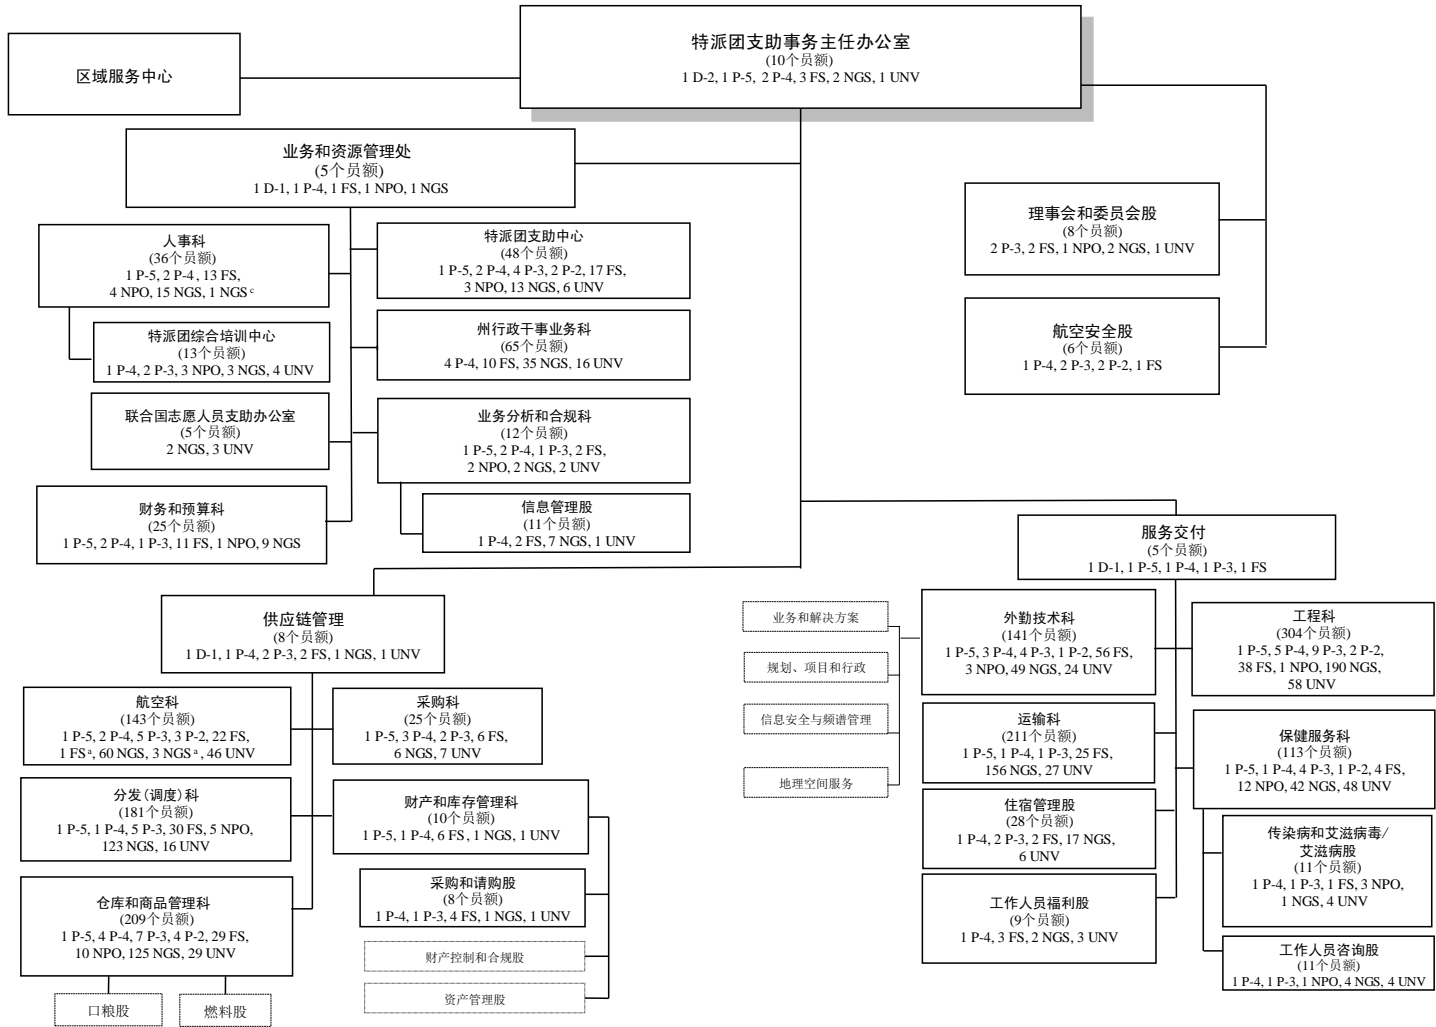 特派团支助事务主任办公室
(10个员额)
1 D-2, 1 P-5, 2 P-4, 3 FS, 2 NGS, 1 UNV
区域服务中心
业务和资源管理处
(5个员额)
1 D-1, 1 P-4, 1 FS, 1 NPO, 1 NGS
理事会和委员会股
(8个员额)
2 P-3, 2 FS, 1 NPO, 2 NGS, 1 UNV
航空安全股
(6个员额)
1 P-4, 2 P-3, 2 P-2, 1 FS
人事科
(36个员额)
1 P-5, 2 P-4, 13 FS,
4 NPO, 15 NGS, 1 NGS ᶜ
特派团综合培训中心
(13个员额)
1 P-4, 2 P-3, 3 NPO, 3 NGS, 4 UNV
联合国志愿人员支助办公室
(5个员额)
2 NGS, 3 UNV
财务和预算科
(25个员额)
1 P-5, 2 P-4, 1 P-3, 11 FS, 1 NPO, 9 NGS
特派团支助中心
(48个员额)
1 P-5, 2 P-4, 4 P-3, 2 P-2, 17 FS,
3 NPO, 13 NGS, 6 UNV
州行政干事业务科
(65个员额)
4 P-4, 10 FS, 35 NGS, 16 UNV
业务分析和合规科
(12个员额)
1 P-5, 2 P-4, 1 P-3, 2 FS,
2 NPO, 2 NGS, 2 UNV
信息管理股
(11个员额)
1 P-4, 2 FS, 7 NGS, 1 UNV
供应链管理
(8个员额)
1 D-1, 1 P-4, 2 P-3, 2 FS, 1 NGS, 1 UNV
航空科
(143个员额)
1 P-5, 2 P-4, 5 P-3, 3 P-2, 22 FS,
1 FS ᵃ, 60 NGS, 3 NGS ᵃ, 46 UNV
分发(调度)科
(181个员额)
1 P-5, 1 P-4, 5 P-3, 30 FS, 5 NPO,
123 NGS, 16 UNV
仓库和商品管理科
(209个员额)
1 P-5, 4 P-4, 7 P-3, 4 P-2, 29 FS,
10 NPO, 125 NGS, 29 UNV
口粮股
燃料股
采购科
(25个员额)
1 P-5, 3 P-4, 2 P-3, 6 FS,
6 NGS, 7 UNV
财产和库存管理科
(10个员额)
1 P-5, 1 P-4, 6 FS, 1 NGS, 1 UNV
采购和请购股
(8个员额)
1 P-4, 1 P-3, 4 FS, 1 NGS, 1 UNV
财产控制和合规股
资产管理股
服务交付
(5个员额)
1 D-1, 1 P-5, 1 P-4, 1 P-3, 1 FS
业务和解决方案
规划、项目和行政
信息安全与频谱管理
地理空间服务
外勤技术科
(141个员额)
1 P-5, 3 P-4, 4 P-3, 1 P-2, 56 FS,
3 NPO, 49 NGS, 24 UNV
运输科
(211个员额)
1 P-5, 1 P-4, 1 P-3, 25 FS,
156 NGS, 27 UNV
住宿管理股
(28个员额)
1 P-4, 2 P-3, 2 FS, 17 NGS,
6 UNV
工作人员福利股
(9个员额)
1 P-4, 3 FS, 2 NGS, 3 UNV
工程科
(304个员额)
1 P-5, 5 P-4, 9 P-3, 2 P-2,
38 FS, 1 NPO, 190 NGS,
58 UNV
保健服务科
(113个员额)
1 P-5, 1 P-4, 4 P-3, 1 P-2, 4 FS,
12 NPO, 42 NGS, 48 UNV
传染病和艾滋病毒/
艾滋病股
(11个员额)
1 P-4, 1 P-3, 1 FS, 3 NPO,
1 NGS, 4 UNV
工作人员咨询股
(11个员额)
1 P-4, 1 P-3, 1 NPO, 4 NGS, 4 UNV